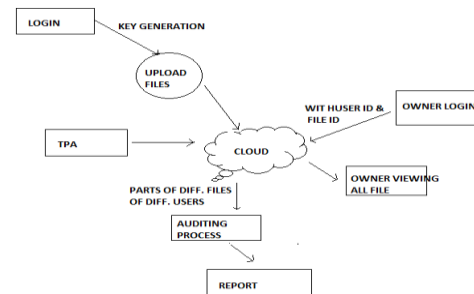 LOGIN
KEY GENERATION
UPLOAD
FILES
WIT HUSER ID &
FILE ID
OWNER LOGIN
TPA
CLOUD
OWNER VIEWING
ALL FILE
PARTS OF DIFF. FILES
OF DIFF. USERS
AUDITING
PROCESS
REPORT